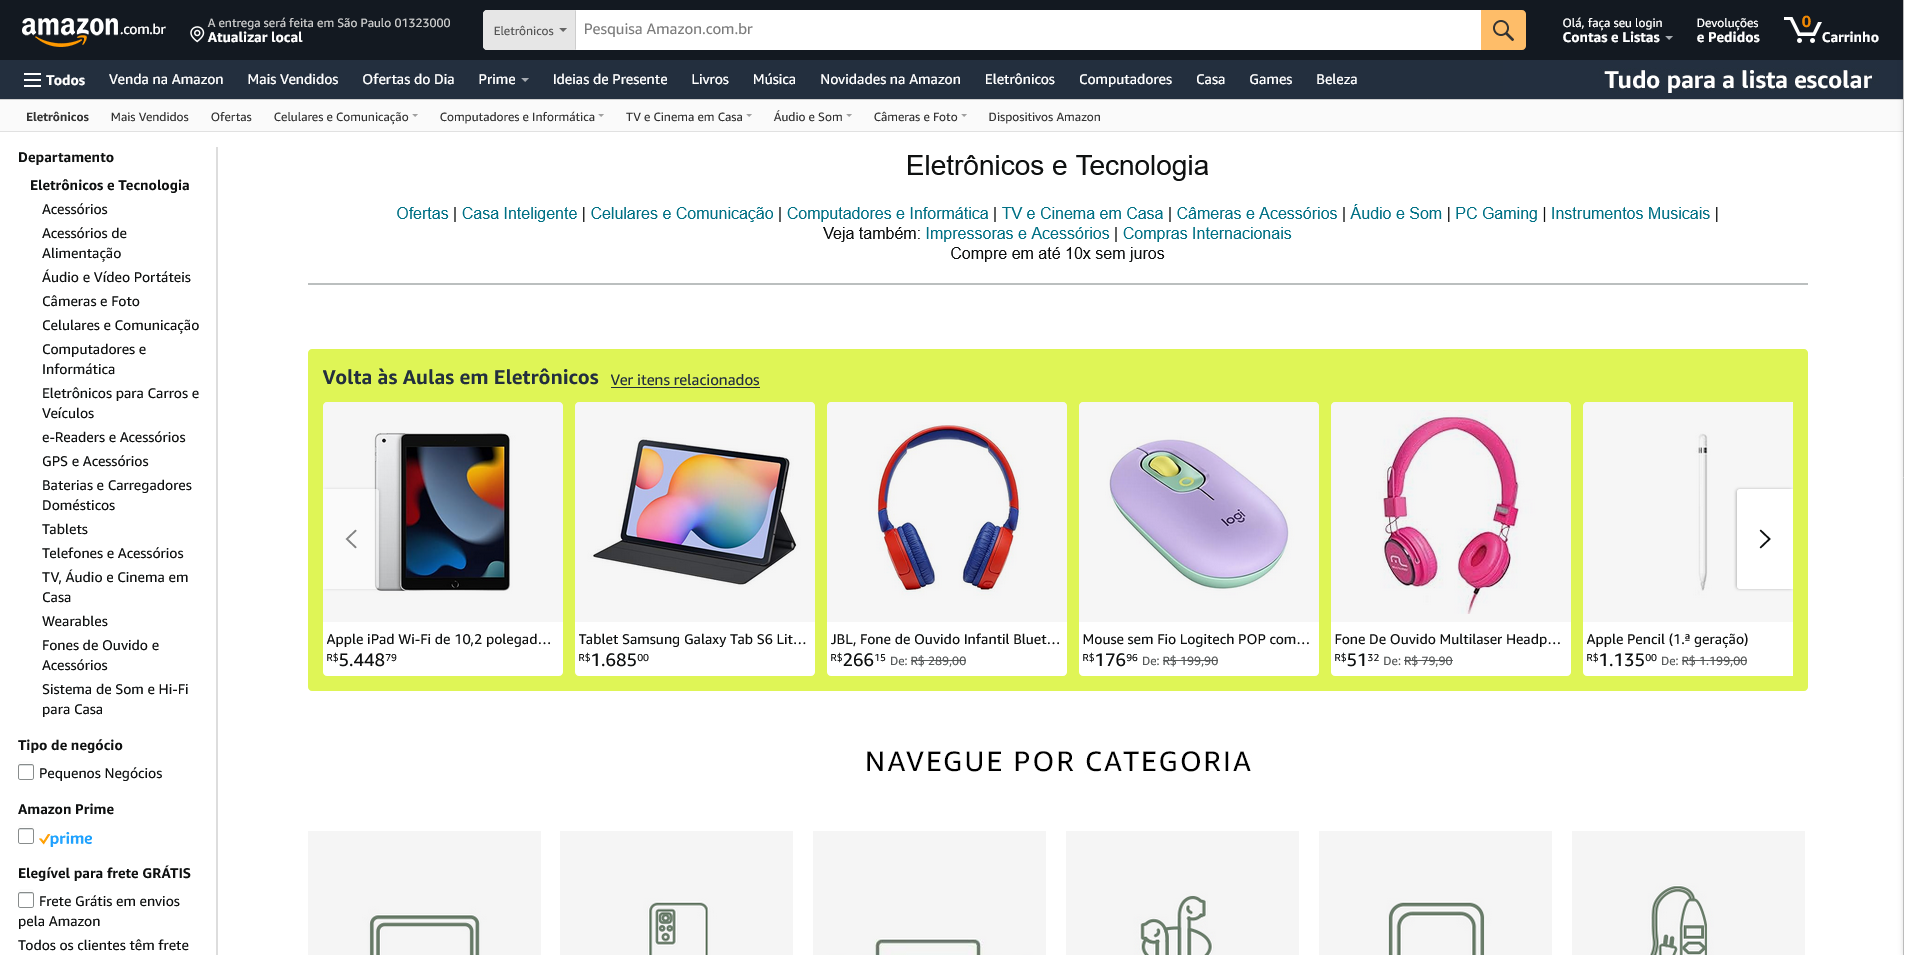 amazon.com.br
A entrega será feita em São Paulo 01323000
Atualizar local
Eletrônicos
Pesquisa Amazon.com.br
Olá, faça seu login
Contas e Listas
Devoluções
e Pedidos
0
Carrinho
Todos Venda na Amazon Mais Vendidos Ofertas do Dia Prime Ideias de Presente Livros Música Novidades na Amazon Eletrônicos Computadores Casa Games Beleza
Tudo para a lista escolar
Eletrônicos Mais Vendidos Ofertas Celulares e Comunicação Computadores e Informática TV e Cinema em Casa Áudio e Som Câmeras e Foto Dispositivos Amazon
Departamento
Eletrônicos e Tecnologia
Acessórios
Acessórios de
Alimentação
Áudio e Vídeo Portáteis
Câmeras e Foto
Celulares e Comunicação
Computadores e
Informática
Eletrônicos para Carros e
Veículos
e-Readers e Acessórios
GPS e Acessórios
Baterias e Carregadores
Domésticos
Tablets
Telefones e Acessórios
TV, Áudio e Cinema em
Casa
Wearables
Fones de Ouvido e
Acessórios
Sistema de Som e Hi-Fi
para Casa
Tipo de negócio
Pequenos Negócios
Amazon Prime
prime
Elegível para frete GRÁTIS
Frete Grátis em envios
pela Amazon
Todos os clientes têm frete
Eletrônicos e Tecnologia
Ofertas | Casa Inteligente | Celulares e Comunicação | Computadores e Informática | TV e Cinema em Casa | Câmeras e Acessórios | Áudio e Som | PC Gaming | Instrumentos Musicais |
Veja também: Impressoras e Acessórios | Compras Internacionais
Compre em até 10x sem juros
Volta às Aulas em Eletrônicos Ver itens relacionados
logi
Apple iPad Wi-Fi de 10,2 polegad...
R$5.44879
Tablet Samsung Galaxy Tab S6 Lit...
R$1.68500
JBL, Fone de Ouvido Infantil Bluet...
R$26615 De: R$ 289,00
Mouse sem Fio Logitech POP com...
R$17696 De: R$ 199,90
Fone De Ouvido Multilaser Headp...
R$5132 De: R$ 79,90
Apple Pencil (1.ª geração)
R$1.13500 De: R$ 1.199,00
NAVEGUE POR CATEGORIA